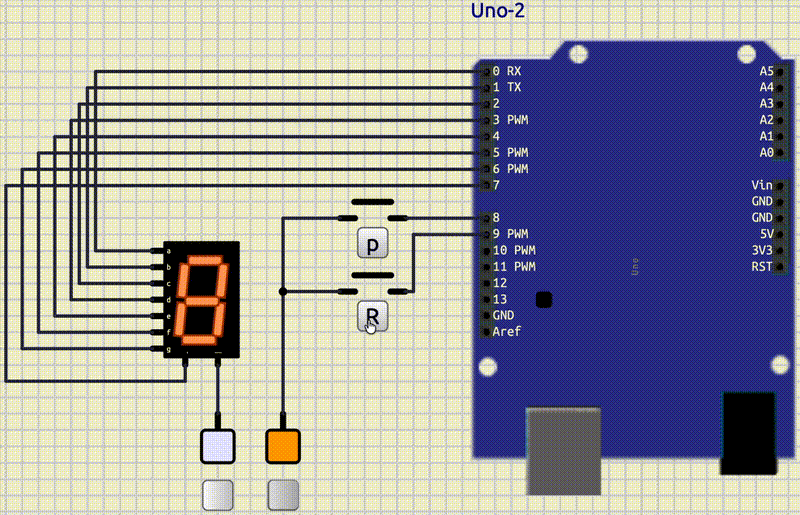 Uno-2
0 RX
1 TX
2
3 PWM
4
5 PWM
6 PWM
7
8
9 PWM
10 PWM
11 PWM
12
13
GND
Aref
A5
A4
A3
A2
A1
A0
Vin
GND
GND
5V
3V3
RST
Uno
p
R
a
b
c
d
e
f
g